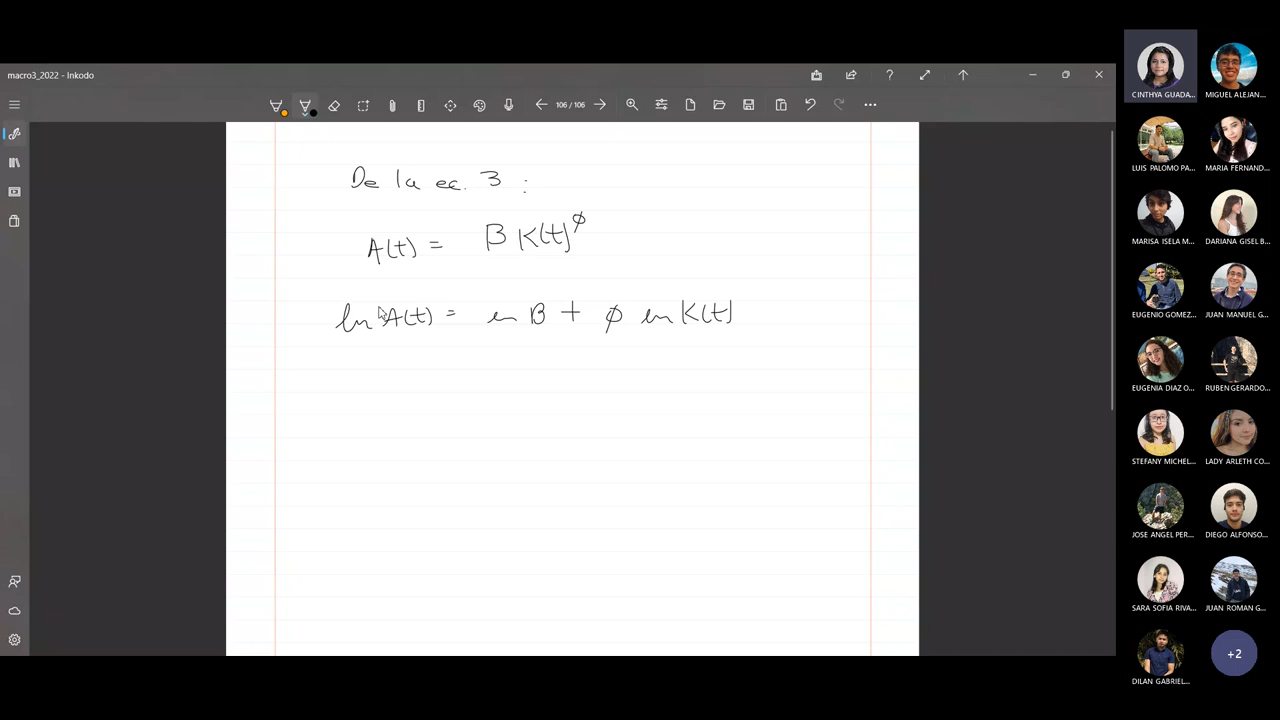 macro3_2022 - Inkodo
106 / 106
De la ec. 3 :
A(t) = B K(t)^ϕ
ln A(t) = ln B + ϕ ln K(t)
CINTHYA GUADA...
MIGUEL ALEJAN...
LUIS PALOMO PA...
MARIA FERNAND...
MARISA ISELA M...
DARIANA GISEL B...
EUGENIO GOMEZ...
JUAN MANUEL G...
EUGENIA DIAZ O...
RUBEN GERARDO...
STEFANY MICHEL...
LADY ARLETH CO...
JOSE ANGEL PER...
DIEGO ALFONSO...
SARA SOFIA RIVA...
JUAN ROMAN G...
DILAN GABRIEL...
+2